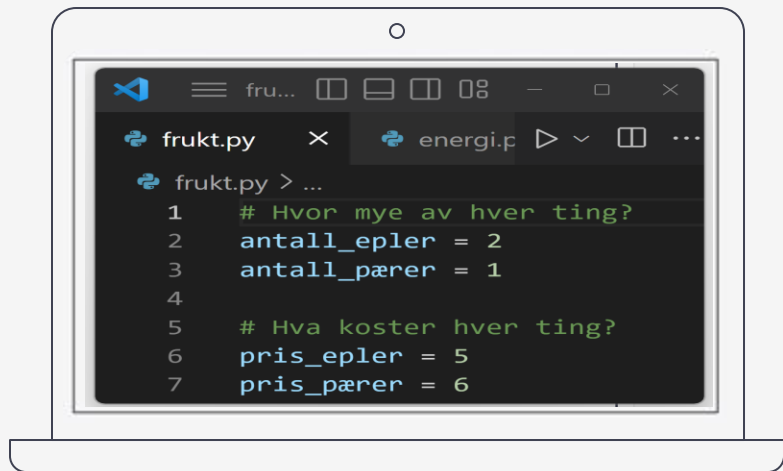 fru...
frukt.py energi.p ...
frukt.py > ...
1 # Hvor mye av hver ting?
2 antall_epler = 2
3 antall_pærer = 1
4
5 # Hva koster hver ting?
6 pris_epler = 5
7 pris_pærer = 6